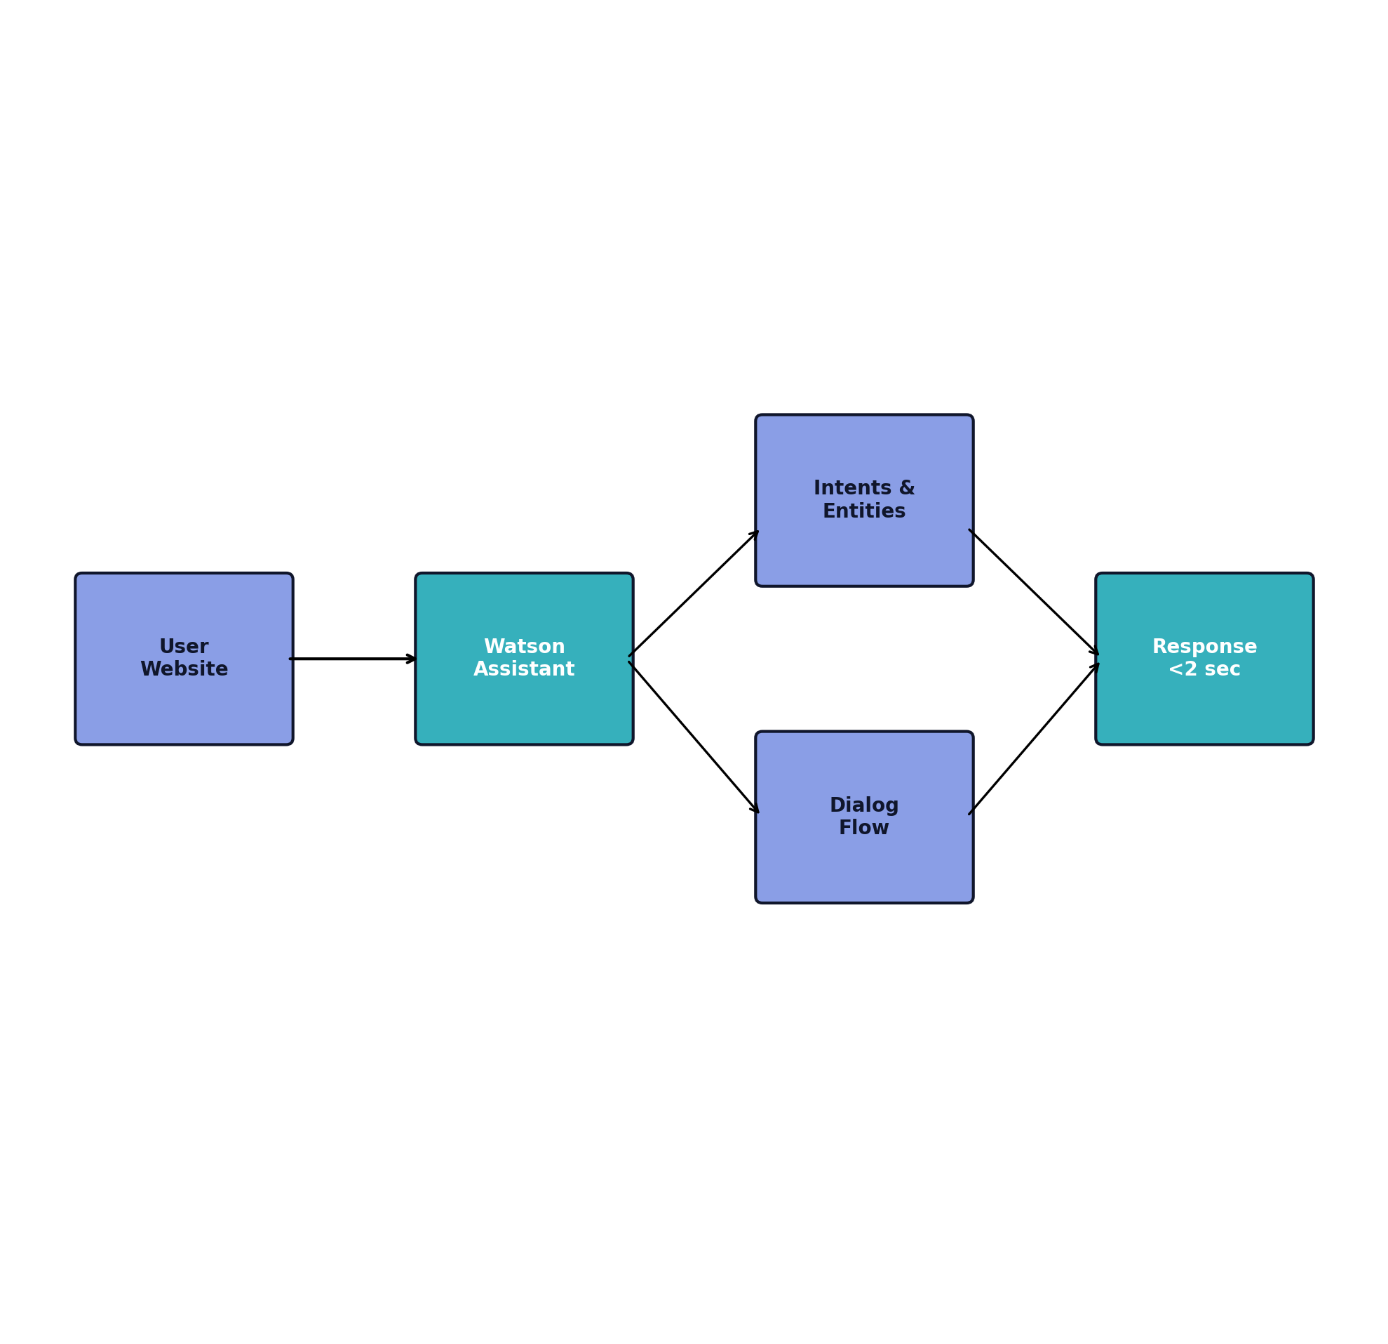 User
Website
Watson
Assistant
Intents &
Entities
Dialog
Flow
Response
<2 sec